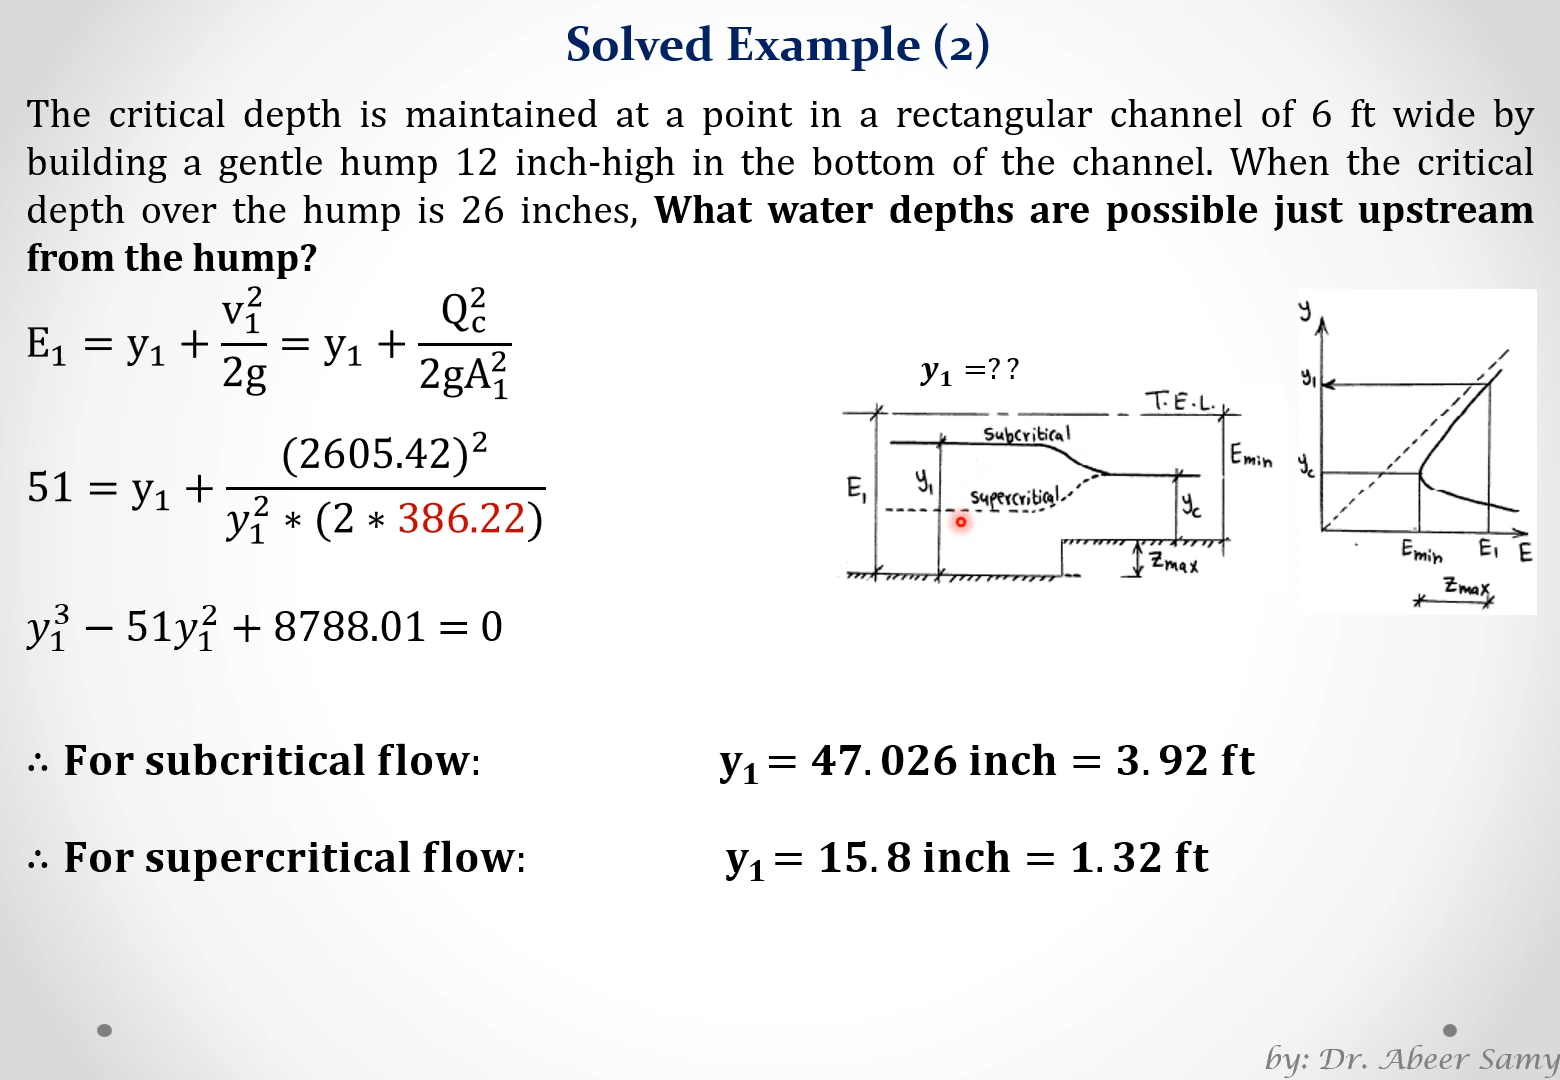 Solved Example (2)
The critical depth is maintained at a point in a rectangular channel of 6 ft wide by
building a gentle hump 12 inch-high in the bottom of the channel. When the critical
depth over the hump is 26 inches, What water depths are possible just upstream
from the hump?
E₁ = y₁ + v₁²/2g = y₁ + Q_c²/2gA₁²
51 = y₁ + (2605.42)²/y₁² ∗ (2 ∗ 386.22)
y₁³ − 51y₁² + 8788.01 = 0
y₁ =??
T.E.L.
subcritical
Emin
E₁
y₁
supercritical
yc
Zmax
y
y₁
yc
Emin
E₁
E
Zmax
∴ For subcritical flow: y₁ = 47.026 inch = 3.92 ft
∴ For supercritical flow: y₁ = 15.8 inch = 1.32 ft
by: Dr. Abeer Samy